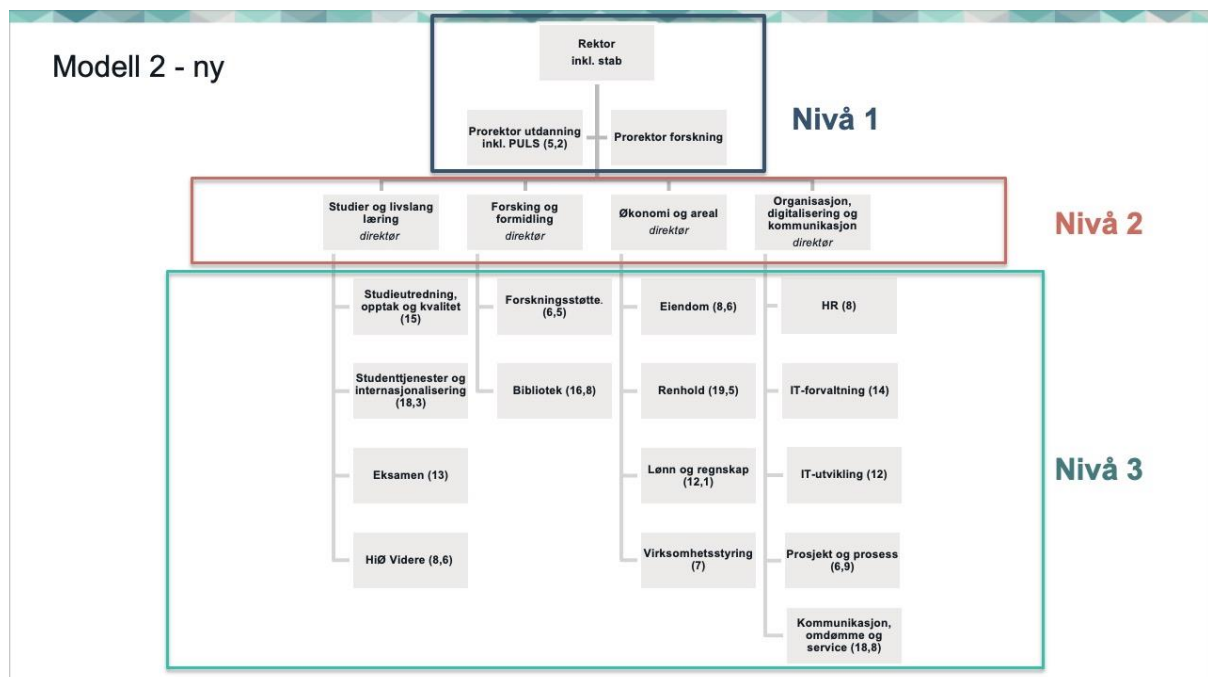 Modell 2 - ny
Rektor
inkl. stab
Prorektor utdanning
inkl. PULS (5,2)
Prorektor forskning
Nivå 1
Studier og livslang
læring
direktør
Forsking og
formidling
direktør
Økonomi og areal
direktør
Organisasjon,
digitalisering og
kommunikasjon
direktør
Nivå 2
Studieutredning,
opptak og kvalitet
(15)
Studenttjenester og
internasjonalisering
(18,3)
Eksamen (13)
HiØ Videre (8,6)
Forskningsstøtte.
(6,5)
Bibliotek (16,8)
Eiendom (8,6)
Renhold (19,5)
Lønn og regnskap
(12,1)
Virksomhetsstyring
(7)
HR (8)
IT-forvaltning (14)
IT-utvikling (12)
Prosjekt og prosess
(6,9)
Kommunikasjon,
omdømme og
service (18,8)
Nivå 3